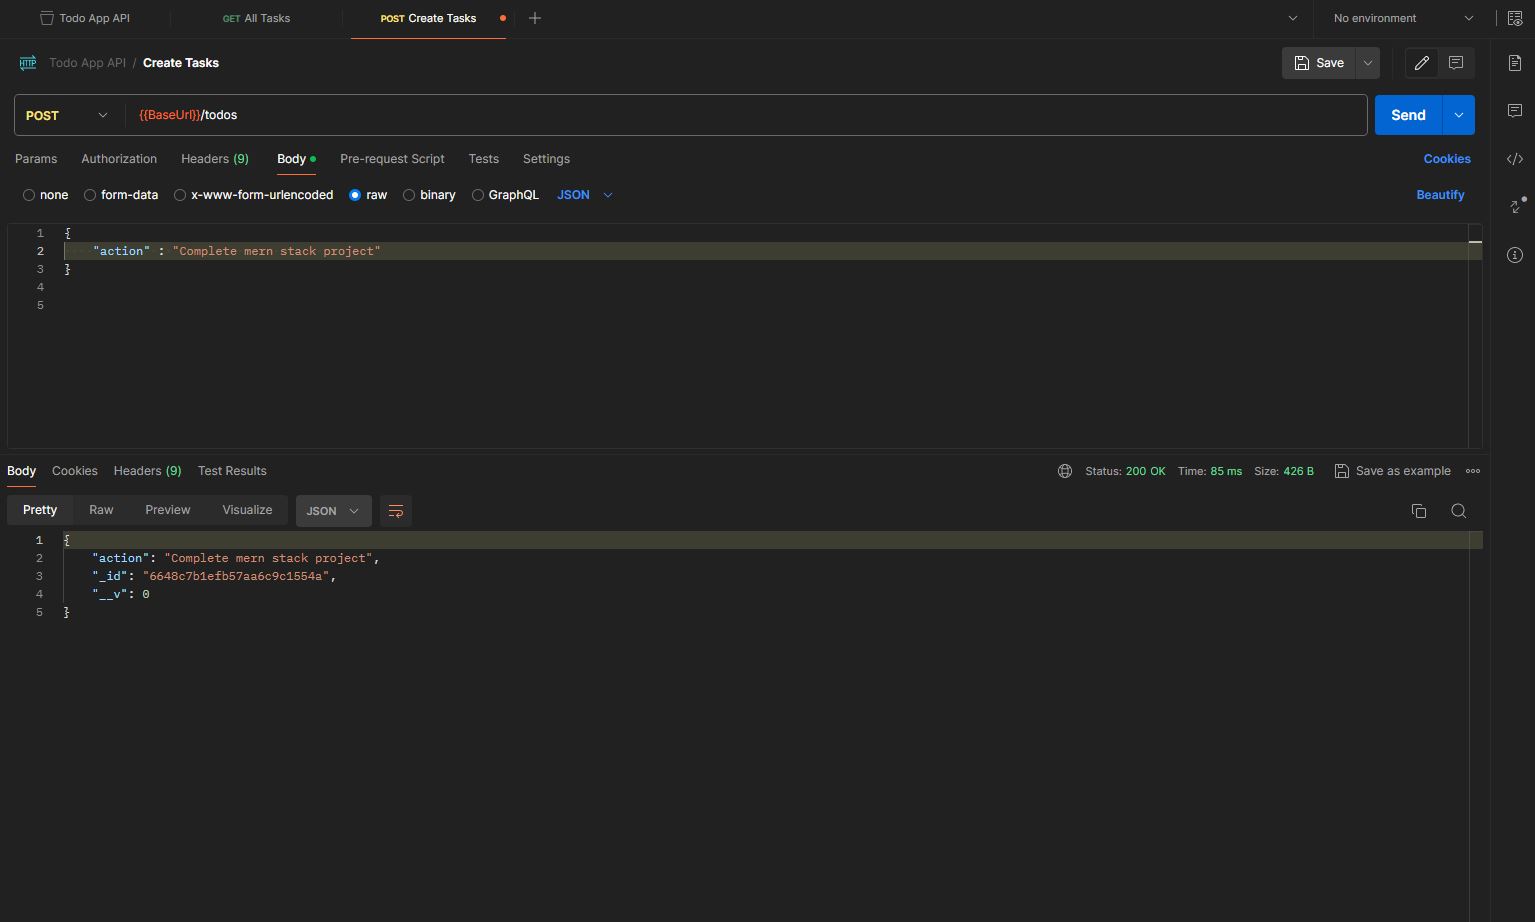 Todo App API
GET All Tasks
POST Create Tasks
No environment
HTTP Todo App API / Create Tasks
Save
POST {{BaseUrl}}/todos
Send
Params Authorization Headers (9) Body Pre-request Script Tests Settings Cookies
none form-data x-www-form-urlencoded raw binary GraphQL JSON Beautify
1 {
2 "action" : "Complete mern stack project"
3 }
4
5
Body Cookies Headers (9) Test Results Status: 200 OK Time: 85 ms Size: 426 B Save as example
Pretty Raw Preview Visualize JSON
1 {
2 "action": "Complete mern stack project",
3 "_id": "6648c7b1efb57aa6c9c1554a",
4 "__v": 0
5 }